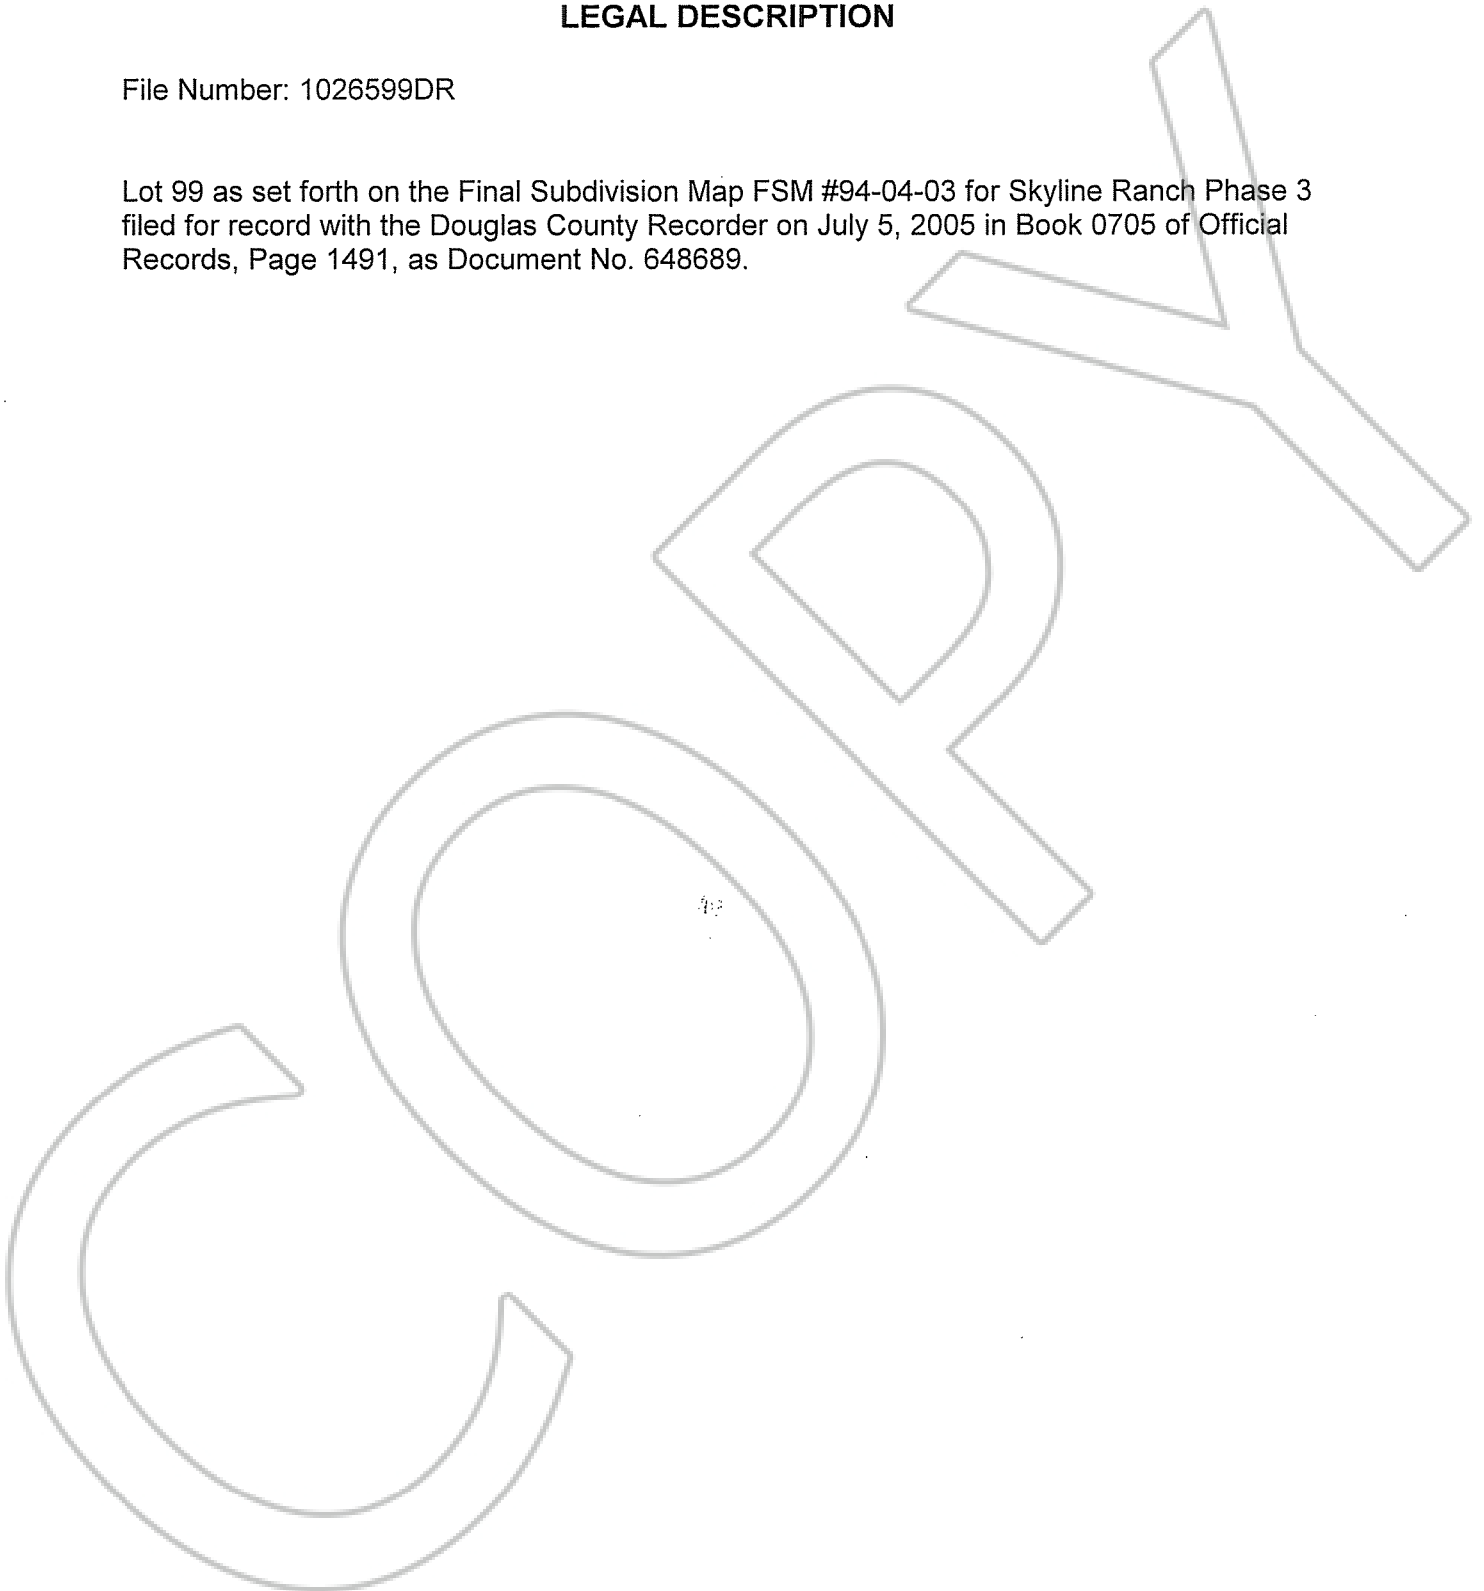 LEGAL DESCRIPTION
File Number: 1026599DR
Lot 99 as set forth on the Final Subdivision Map FSM #94-04-03 for Skyline Ranch Phase 3
filed for record with the Douglas County Recorder on July 5, 2005 in Book 0705 of Official
Records, Page 1491, as Document No. 648689.
COPY